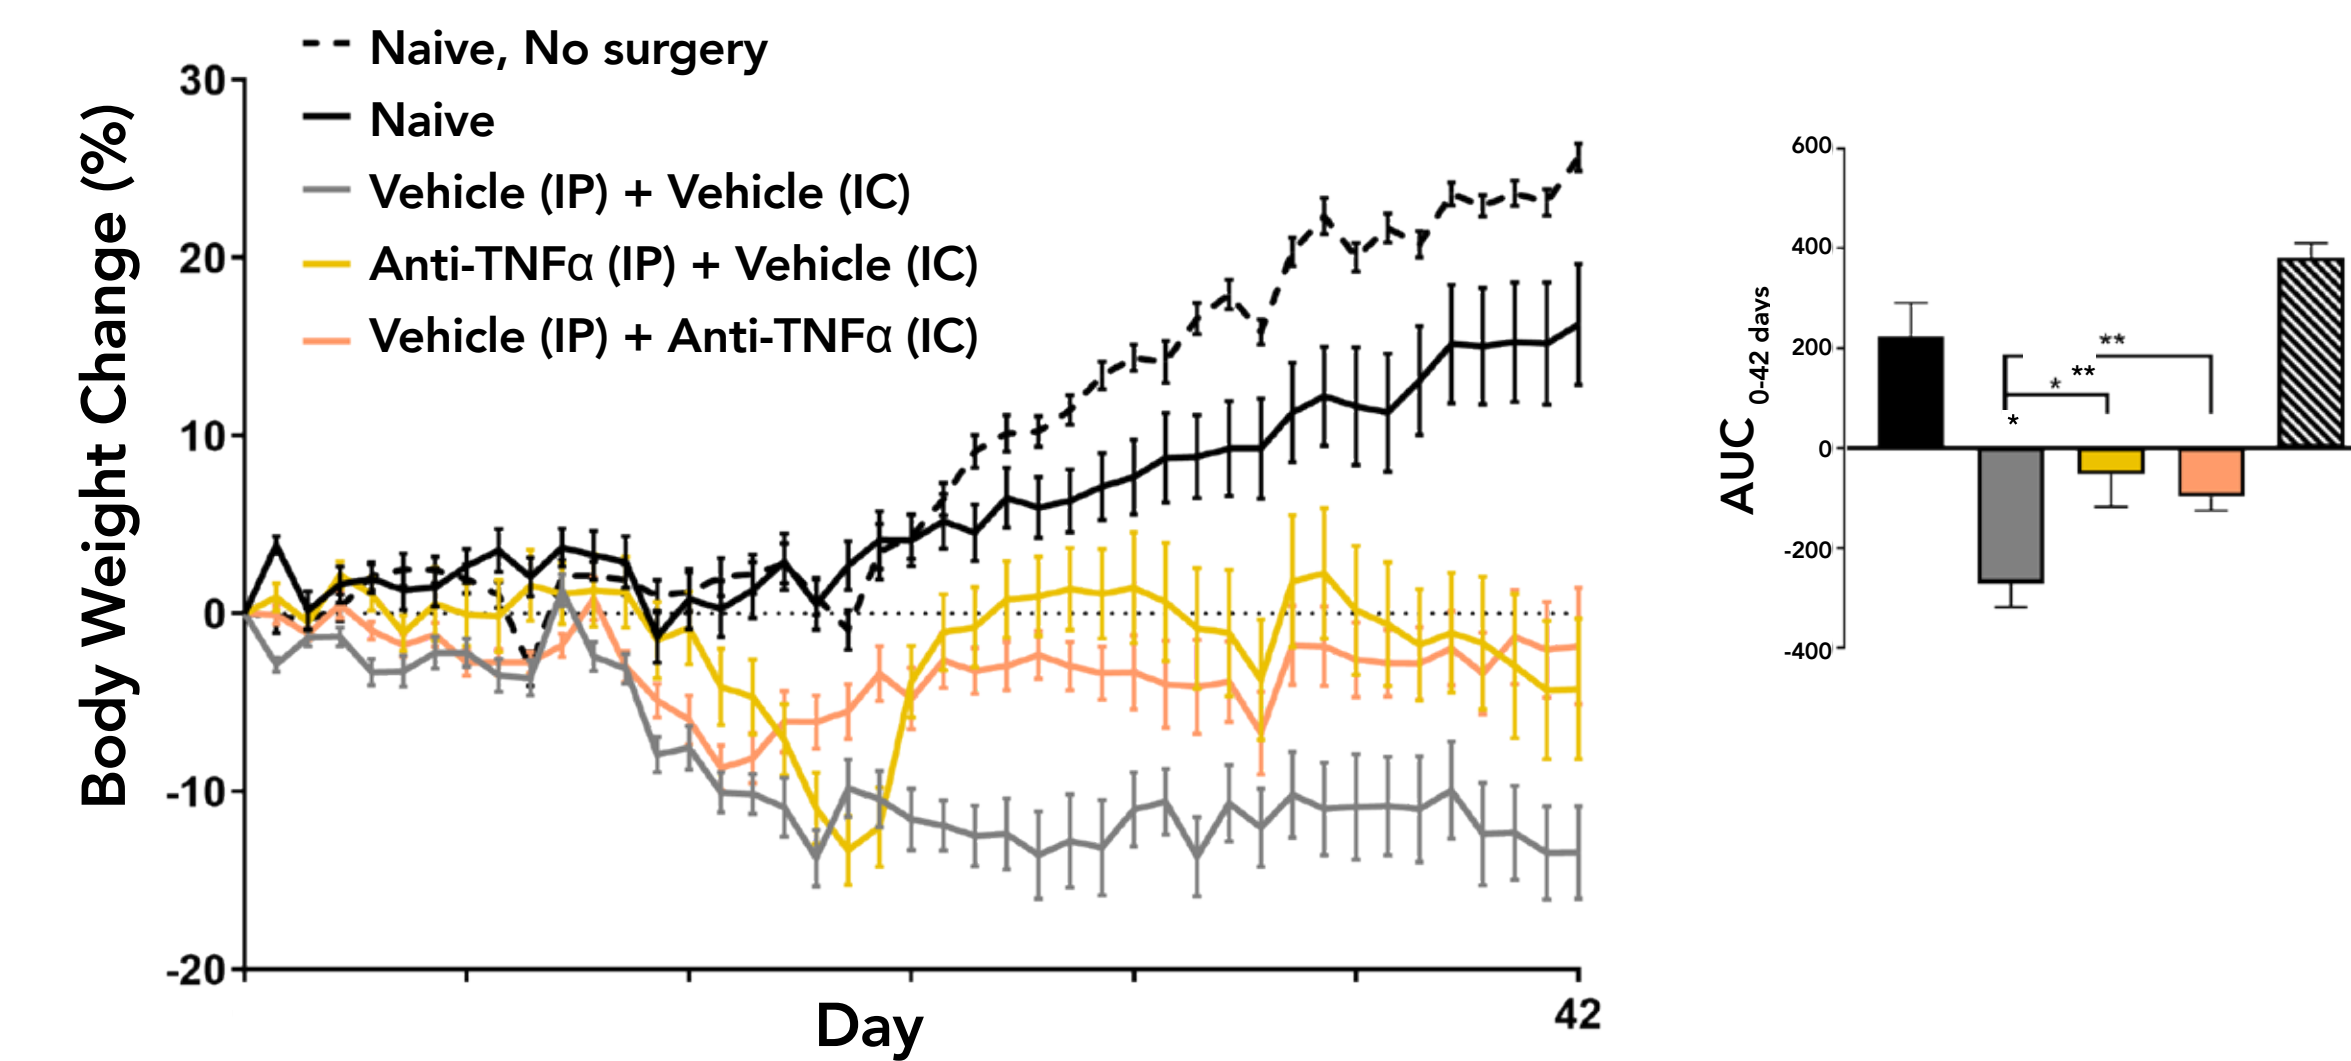 Naive, No surgery
Naive
Vehicle (IP) + Vehicle (IC)
Anti-TNFα (IP) + Vehicle (IC)
Vehicle (IP) + Anti-TNFα (IC)
Body Weight Change (%)
30
20
10
0
-10
-20
Day
42
AUC 0-42 days
600
400
200
0
-200
-400
**
* **
*